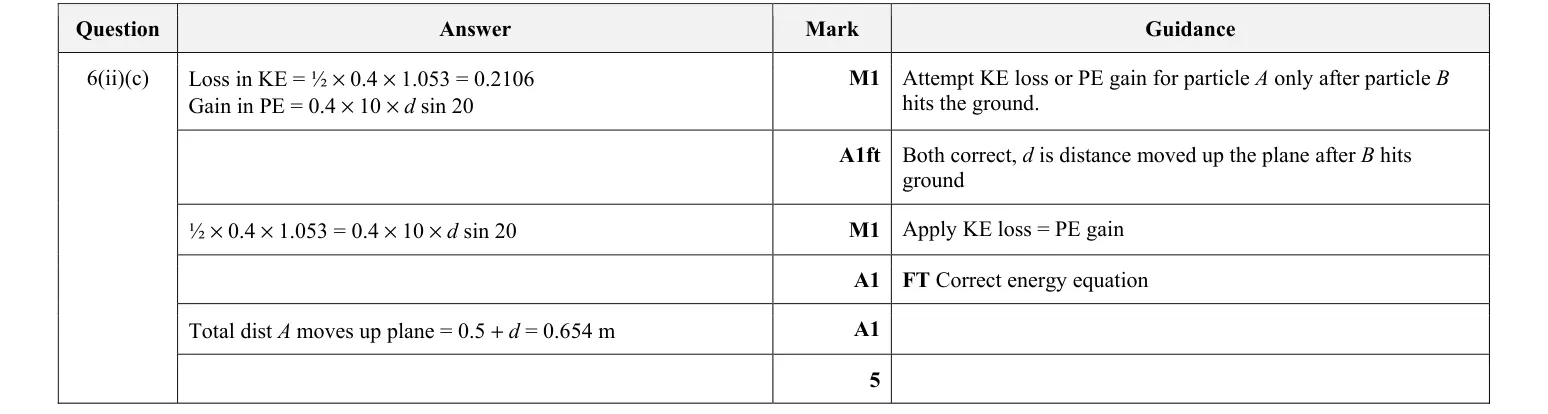 Question Answer Mark Guidance
6(ii)(c) Loss in KE = ½ × 0.4 × 1.053 = 0.2106 M1 Attempt KE loss or PE gain for particle A only after particle B
Gain in PE = 0.4 × 10 × d sin 20 hits the ground.
A1ft Both correct, d is distance moved up the plane after B hits
ground
½ × 0.4 × 1.053 = 0.4 × 10 × d sin 20 M1 Apply KE loss = PE gain
A1 FT Correct energy equation
Total dist A moves up plane = 0.5 + d = 0.654 m A1
5